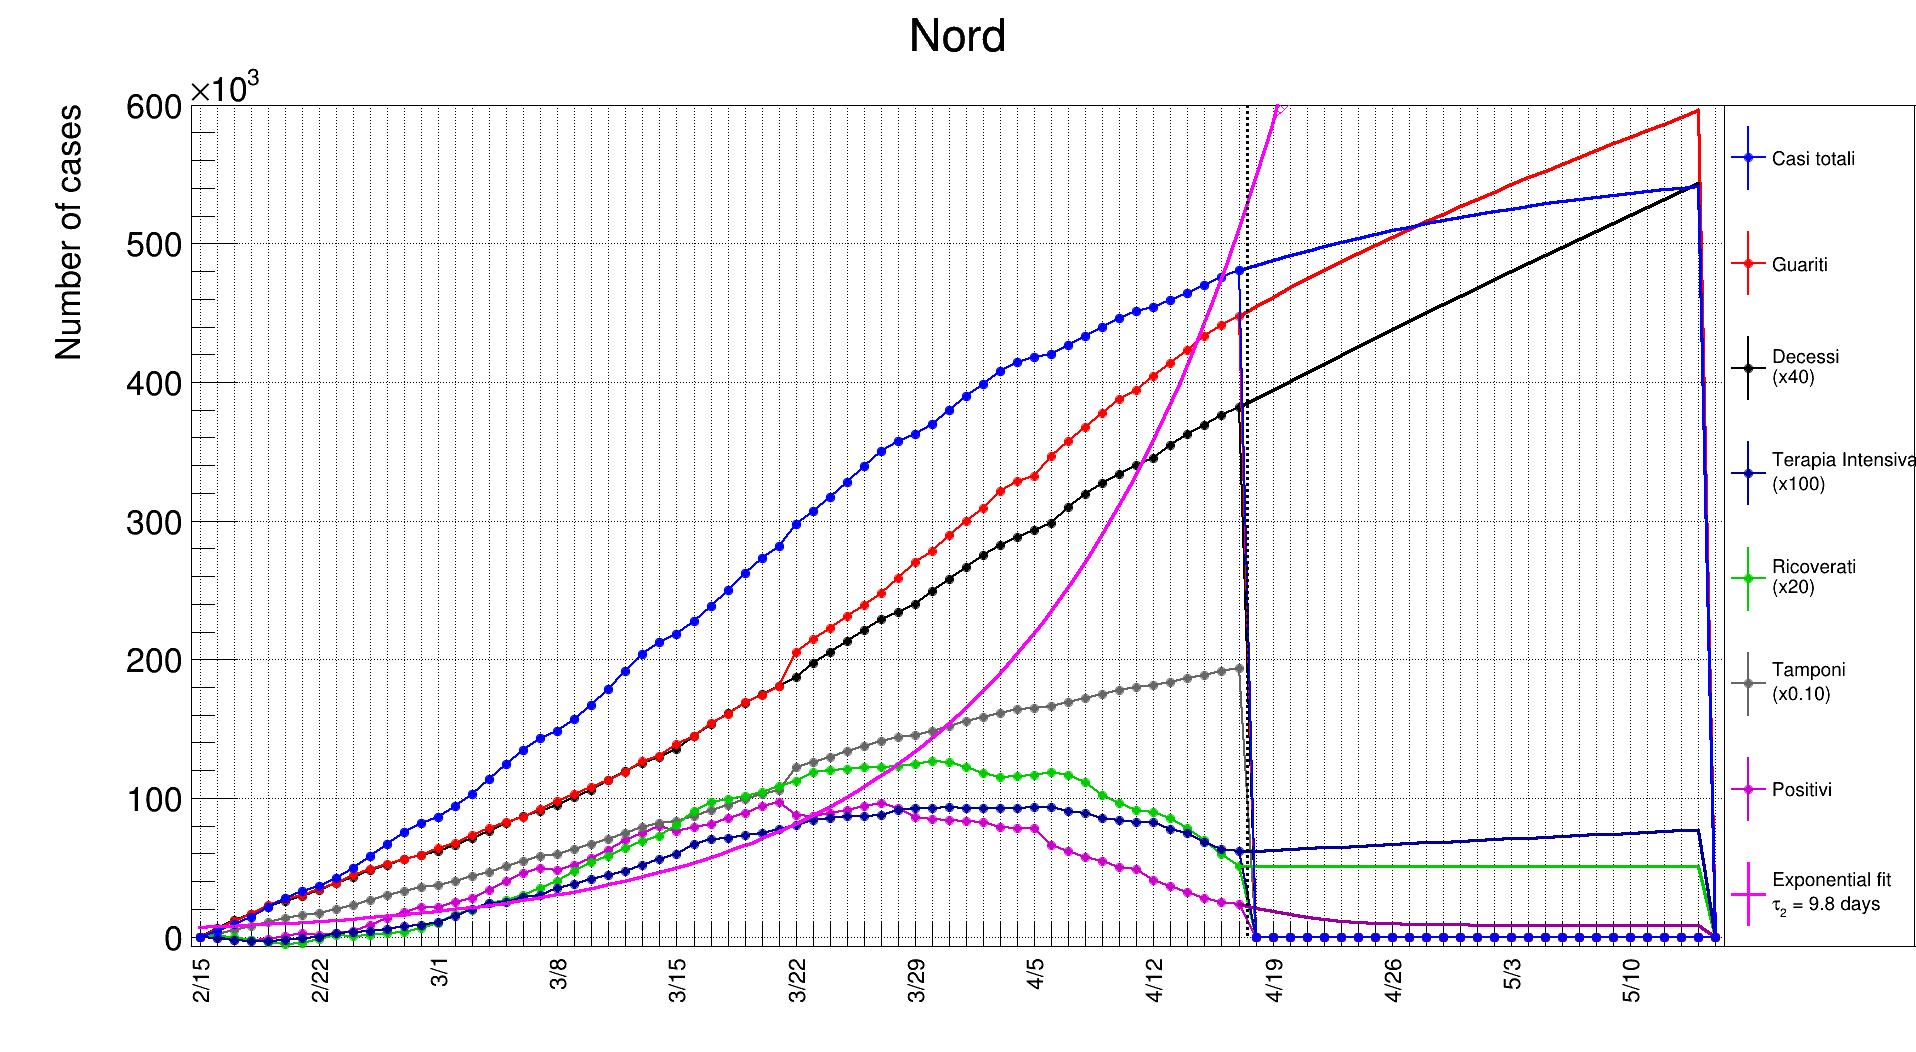 Nord
×10³
Number of cases
600
500
400
300
200
100
0
2/15
2/22
3/1
3/8
3/15
3/22
3/29
4/5
4/12
4/19
4/26
5/3
5/10
Casi totali
Guariti
Decessi
(x40)
Terapia Intensiva
(x100)
Ricoverati
(x20)
Tamponi
(x0.10)
Positivi
Exponential fit
τ₂ = 9.8 days